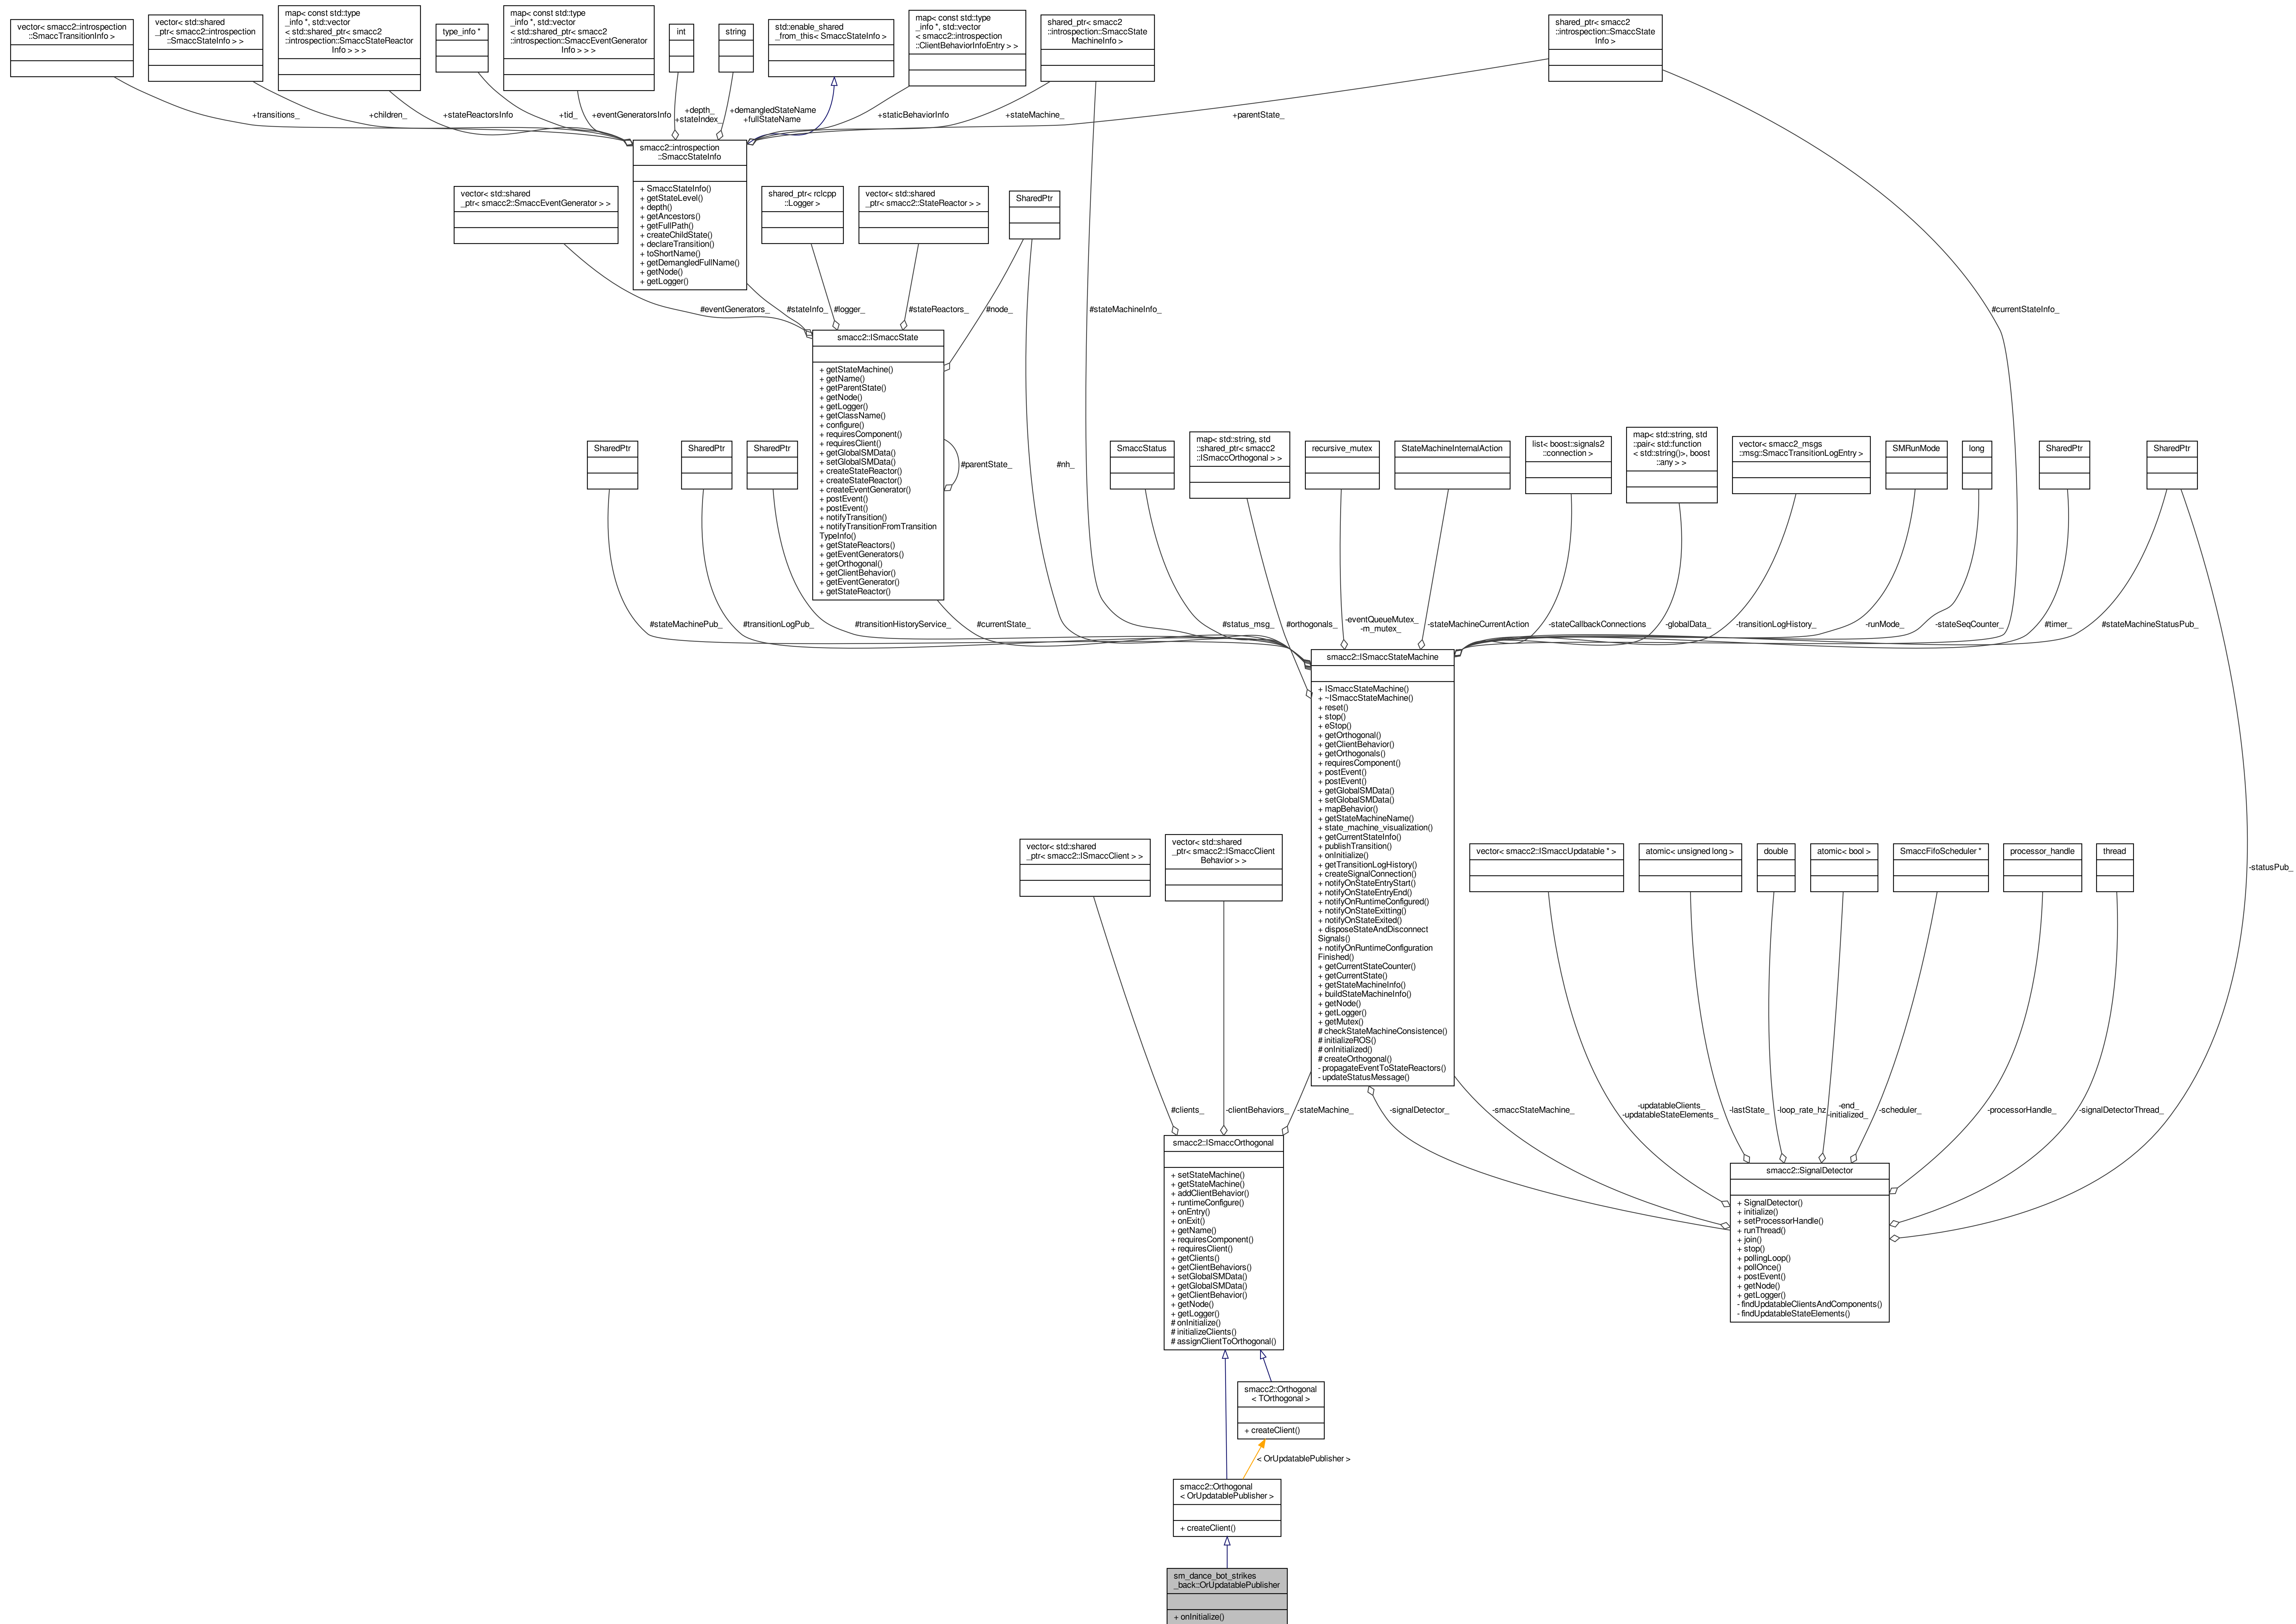 vector< smacc2::introspection
::SmaccTransitionInfo >
vector< std::shared
_ptr< smacc2::introspection
::SmaccStateInfo > >
map< const std::type
_info *, std::vector
< std::shared_ptr< smacc2
::introspection::SmaccStateReactor
Info > > >
type_info *
map< const std::type
_info *, std::vector
< std::shared_ptr< smacc2
::introspection::SmaccEventGenerator
Info > > >
int
string
std::enable_shared
_from_this< SmaccStateInfo >
map< const std::type
_info *, std::vector
< smacc2::introspection
::ClientBehaviorInfoEntry > >
shared_ptr< smacc2
::introspection::SmaccState
MachineInfo >
shared_ptr< smacc2
::introspection::SmaccState
Info >
+transitions_
+children_
+stateReactorsInfo
+tid_
+eventGeneratorsInfo
+depth_
+stateIndex_
+demangledStateName
+fullStateName
+staticBehaviorInfo
+stateMachine_
+parentState_
smacc2::introspection
::SmaccStateInfo
+ SmaccStateInfo()
+ getStateLevel()
+ depth()
+ getAncestors()
+ getFullPath()
+ createChildState()
+ declareTransition()
+ toShortName()
+ getDemangledFullName()
+ getNode()
+ getLogger()
vector< std::shared
_ptr< smacc2::SmaccEventGenerator > >
shared_ptr< rclcpp
::Logger >
vector< std::shared
_ptr< smacc2::StateReactor > >
SharedPtr
#eventGenerators_
#stateInfo_
#logger_
#stateReactors_
#node_
#stateMachineInfo_
#currentStateInfo_
smacc2::ISmaccState
+ getStateMachine()
+ getName()
+ getParentState()
+ getNode()
+ getLogger()
+ getClassName()
+ configure()
+ requiresComponent()
+ requiresClient()
+ getGlobalSMData()
+ setGlobalSMData()
+ createStateReactor()
+ createStateReactor()
+ createEventGenerator()
+ postEvent()
+ postEvent()
+ notifyTransition()
+ notifyTransitionFromTransition
TypeInfo()
+ getStateReactors()
+ getEventGenerators()
+ getOrthogonal()
+ getClientBehavior()
+ getEventGenerator()
+ getStateReactor()
#parentState_
#nh_
SharedPtr
SharedPtr
SharedPtr
SmaccStatus
map< std::string, std
::shared_ptr< smacc2
::ISmaccOrthogonal > >
recursive_mutex
StateMachineInternalAction
list< boost::signals2
::connection >
map< std::string, std
::pair< std::function
< std::string()>, boost
::any > >
vector< smacc2_msgs
::msg::SmaccTransitionLogEntry >
SMRunMode
long
SharedPtr
SharedPtr
#stateMachinePub_
#transitionLogPub_
#transitionHistoryService_
#currentState_
#status_msg_
#orthogonals_
-eventQueueMutex_
-m_mutex_
-stateMachineCurrentAction
-stateCallbackConnections
-globalData_
-transitionLogHistory_
-runMode_
-stateSeqCounter_
#timer_
#stateMachineStatusPub_
smacc2::ISmaccStateMachine
+ ISmaccStateMachine()
+ ~ISmaccStateMachine()
+ reset()
+ stop()
+ eStop()
+ getOrthogonal()
+ getClientBehavior()
+ getOrthogonals()
+ requiresComponent()
+ postEvent()
+ postEvent()
+ getGlobalSMData()
+ setGlobalSMData()
+ mapBehavior()
+ getStateMachineName()
+ state_machine_visualization()
+ getCurrentStateInfo()
+ publishTransition()
+ onInitialize()
+ getTransitionLogHistory()
+ createSignalConnection()
+ notifyOnStateEntryStart()
+ notifyOnStateEntryEnd()
+ notifyOnRuntimeConfigured()
+ notifyOnStateExitting()
+ notifyOnStateExited()
+ disposeStateAndDisconnect
Signals()
+ notifyOnRuntimeConfiguration
Finished()
+ getCurrentStateCounter()
+ getCurrentState()
+ getStateMachineInfo()
+ buildStateMachineInfo()
+ getNode()
+ getLogger()
+ getMutex()
# checkStateMachineConsistence()
# initializeROS()
# onInitialized()
# createOrthogonal()
- propagateEventToStateReactors()
- updateStatusMessage()
vector< std::shared
_ptr< smacc2::ISmaccClient > >
vector< std::shared
_ptr< smacc2::ISmaccClient
Behavior > >
vector< smacc2::ISmaccUpdatable * >
atomic< unsigned long >
double
atomic< bool >
SmaccFifoScheduler *
processor_handle
thread
-statusPub_
#clients_
-clientBehaviors_
-stateMachine_
-signalDetector_
-smaccStateMachine_
-updatableClients_
-updatableStateElements_
-lastState_
-loop_rate_hz
-end_
-initialized_
-scheduler_
-processorHandle_
-signalDetectorThread_
smacc2::ISmaccOrthogonal
+ setStateMachine()
+ getStateMachine()
+ addClientBehavior()
+ runtimeConfigure()
+ onEntry()
+ onExit()
+ getName()
+ requiresComponent()
+ requiresClient()
+ getClients()
+ getClientBehaviors()
+ setGlobalSMData()
+ getGlobalSMData()
+ getClientBehavior()
+ getNode()
+ getLogger()
# onInitialize()
# initializeClients()
# assignClientToOrthogonal()
smacc2::SignalDetector
+ SignalDetector()
+ initialize()
+ setProcessorHandle()
+ runThread()
+ join()
+ stop()
+ pollingLoop()
+ pollOnce()
+ postEvent()
+ getNode()
+ getLogger()
- findUpdatableClientsAndComponents()
- findUpdatableStateElements()
smacc2::Orthogonal
< TOrthogonal >
+ createClient()
< OrUpdatablePublisher >
smacc2::Orthogonal
< OrUpdatablePublisher >
+ createClient()
sm_dance_bot_strikes
_back::OrUpdatablePublisher
+ onInitialize()